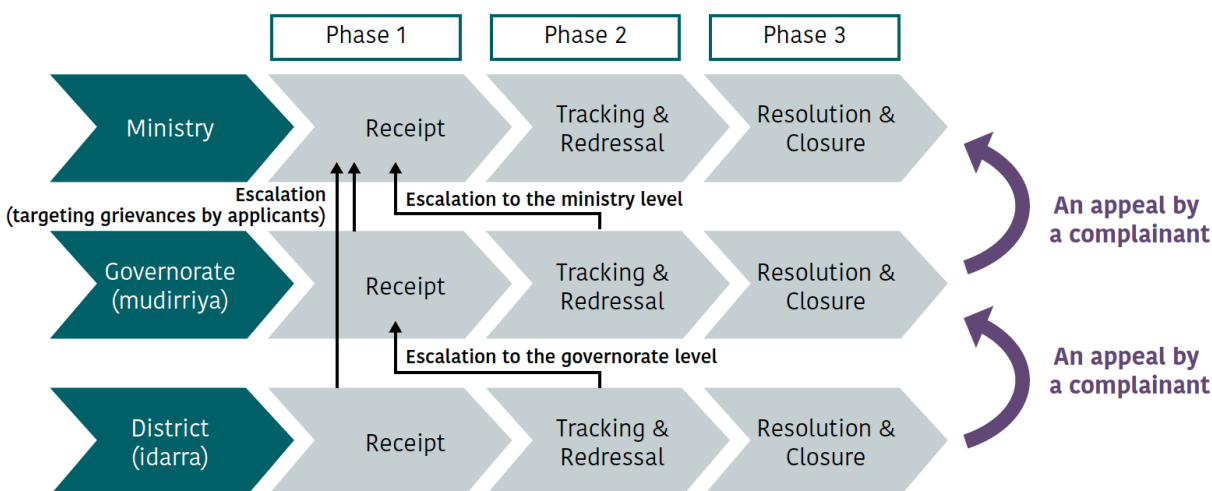 Phase 1
Phase 2
Phase 3
Ministry
Receipt
Tracking &
Redressal
Resolution &
Closure
Escalation
(targeting grievances by applicants)
Escalation to the ministry level
An appeal by
a complainant
Governorate
(mudirriya)
Receipt
Tracking &
Redressal
Resolution &
Closure
Escalation to the governorate level
An appeal by
a complainant
District
(idarra)
Receipt
Tracking &
Redressal
Resolution &
Closure